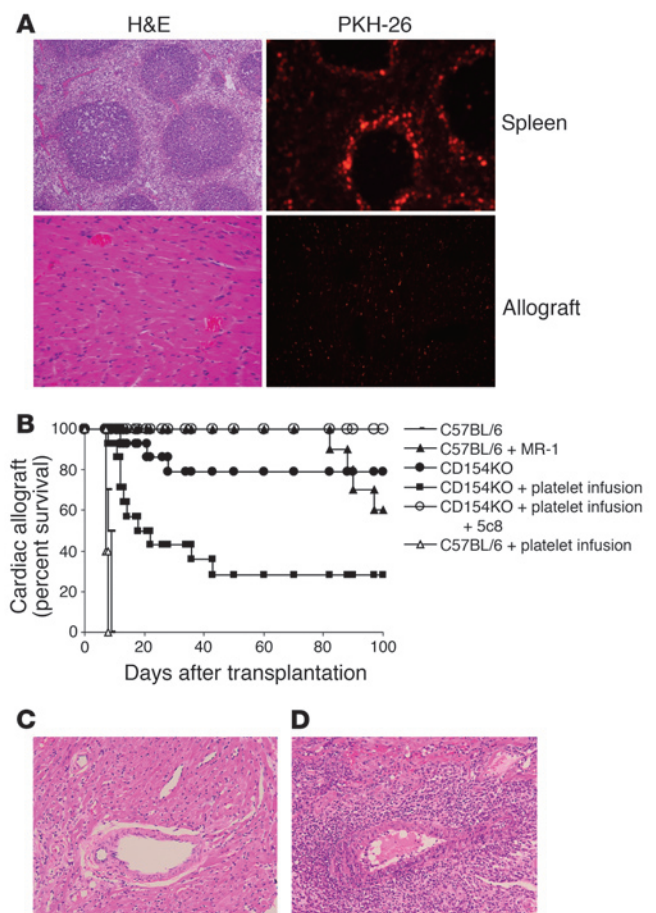 A
H&E PKH-26
Spleen
Allograft
B
Cardiac allograft
(percent survival)
100
80
60
40
20
0
0 20 40 60 80 100
Days after transplantation
C57BL/6
C57BL/6 + MR-1
CD154KO
CD154KO + platelet infusion
CD154KO + platelet infusion
+ 5c8
C57BL/6 + platelet infusion
C D